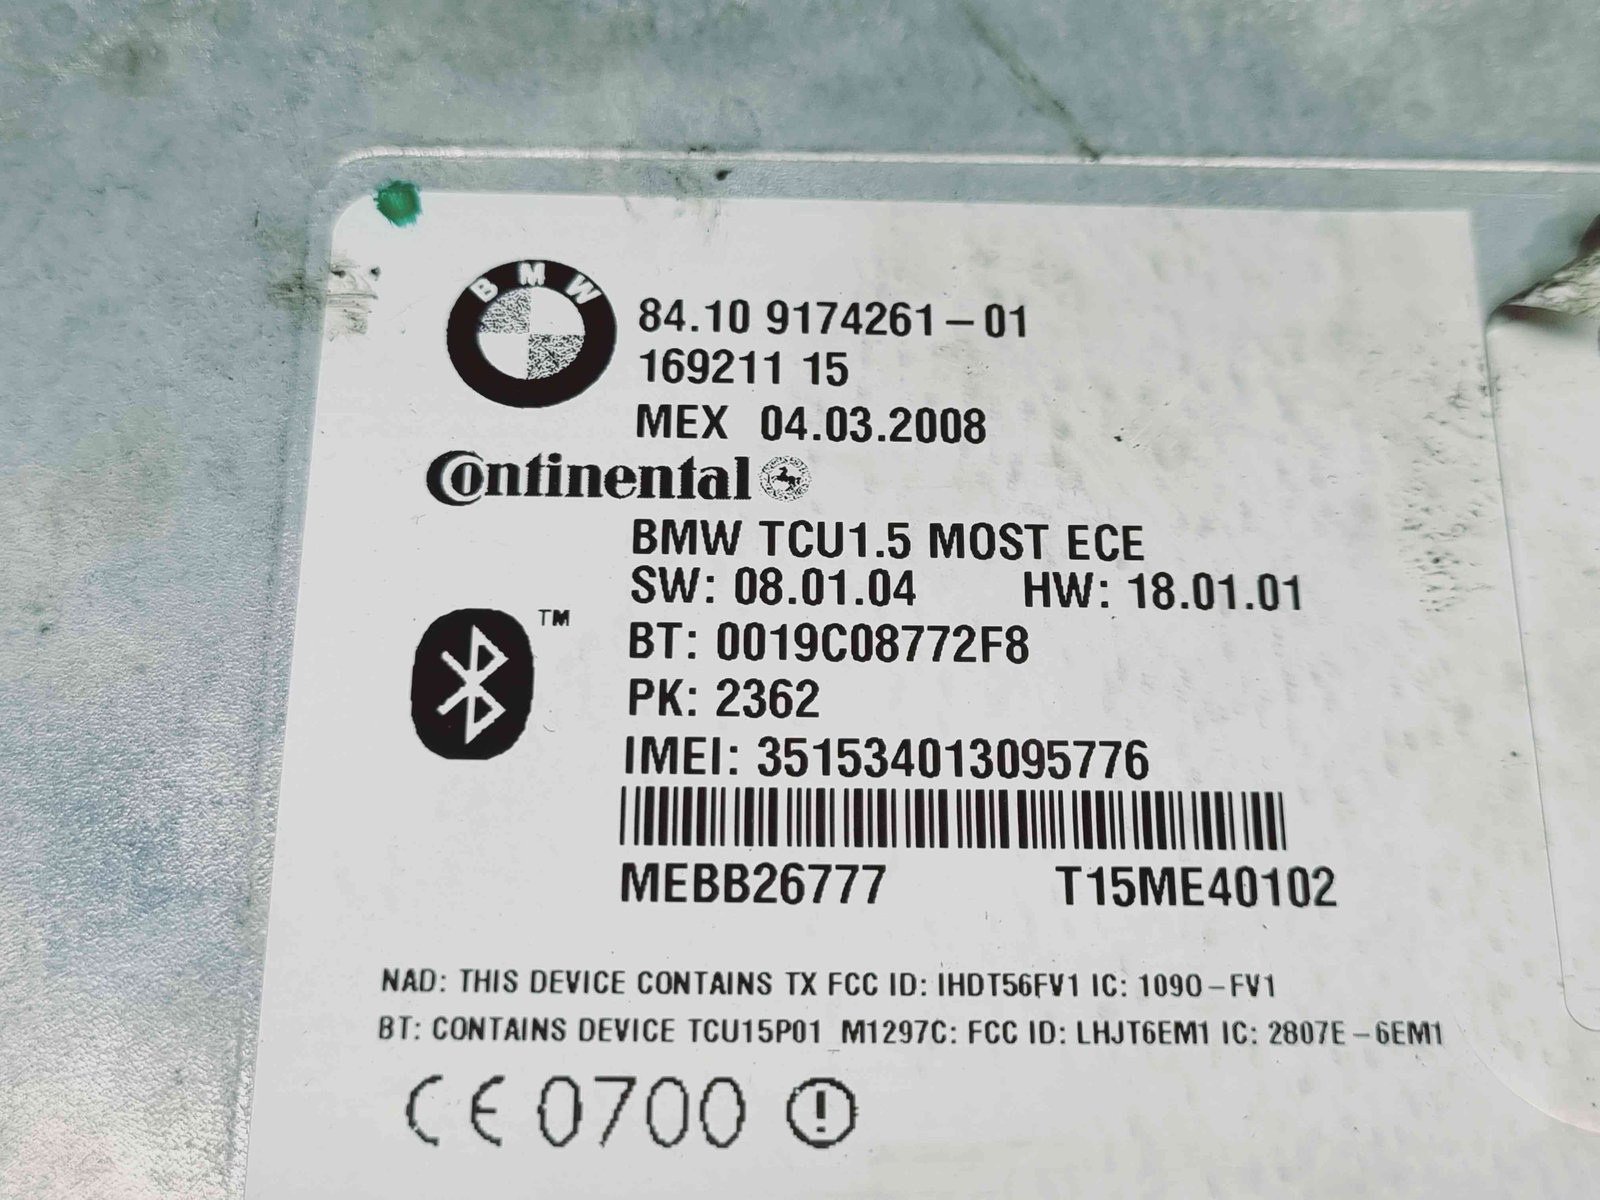 BMW
84.10 9174261-01
169211 15
MEX 04.03.2008
Continental
BMW TCU1.5 MOST ECE
SW: 08.01.04 HW: 18.01.01
BT: 0019C08772F8
TM
PK: 2362
IMEI: 351534013095776
MEBB26777 T15ME40102
NAD: THIS DEVICE CONTAINS TX FCC ID: IHDT56FV1 IC: 1090-FV1
BT: CONTAINS DEVICE TCU15P01_M1297C: FCC ID: LHJT6EM1 IC: 2807E-6EM1
CE 0700 !